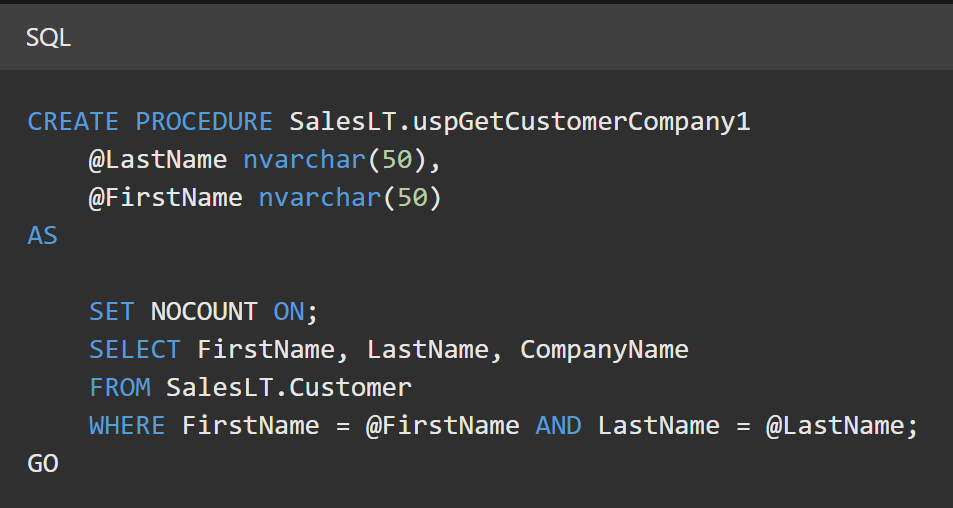 SQL
CREATE PROCEDURE SalesLT.uspGetCustomerCompany1
@LastName nvarchar(50),
@FirstName nvarchar(50)
AS
SET NOCOUNT ON;
SELECT FirstName, LastName, CompanyName
FROM SalesLT.Customer
WHERE FirstName = @FirstName AND LastName = @LastName;
GO